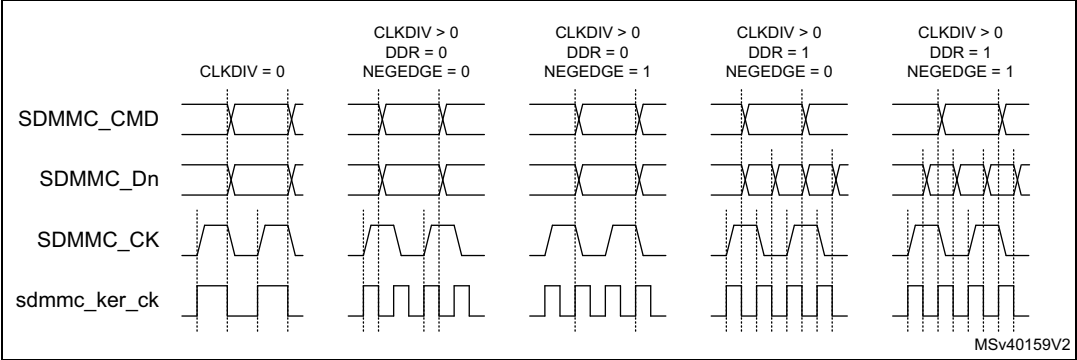 CLKDIV = 0
CLKDIV > 0
DDR = 0
NEGEDGE = 0
CLKDIV > 0
DDR = 0
NEGEDGE = 1
CLKDIV > 0
DDR = 1
NEGEDGE = 0
CLKDIV > 0
DDR = 1
NEGEDGE = 1
SDMMC_CMD
SDMMC_Dn
SDMMC_CK
sdmmc_ker_ck
MSv40159V2